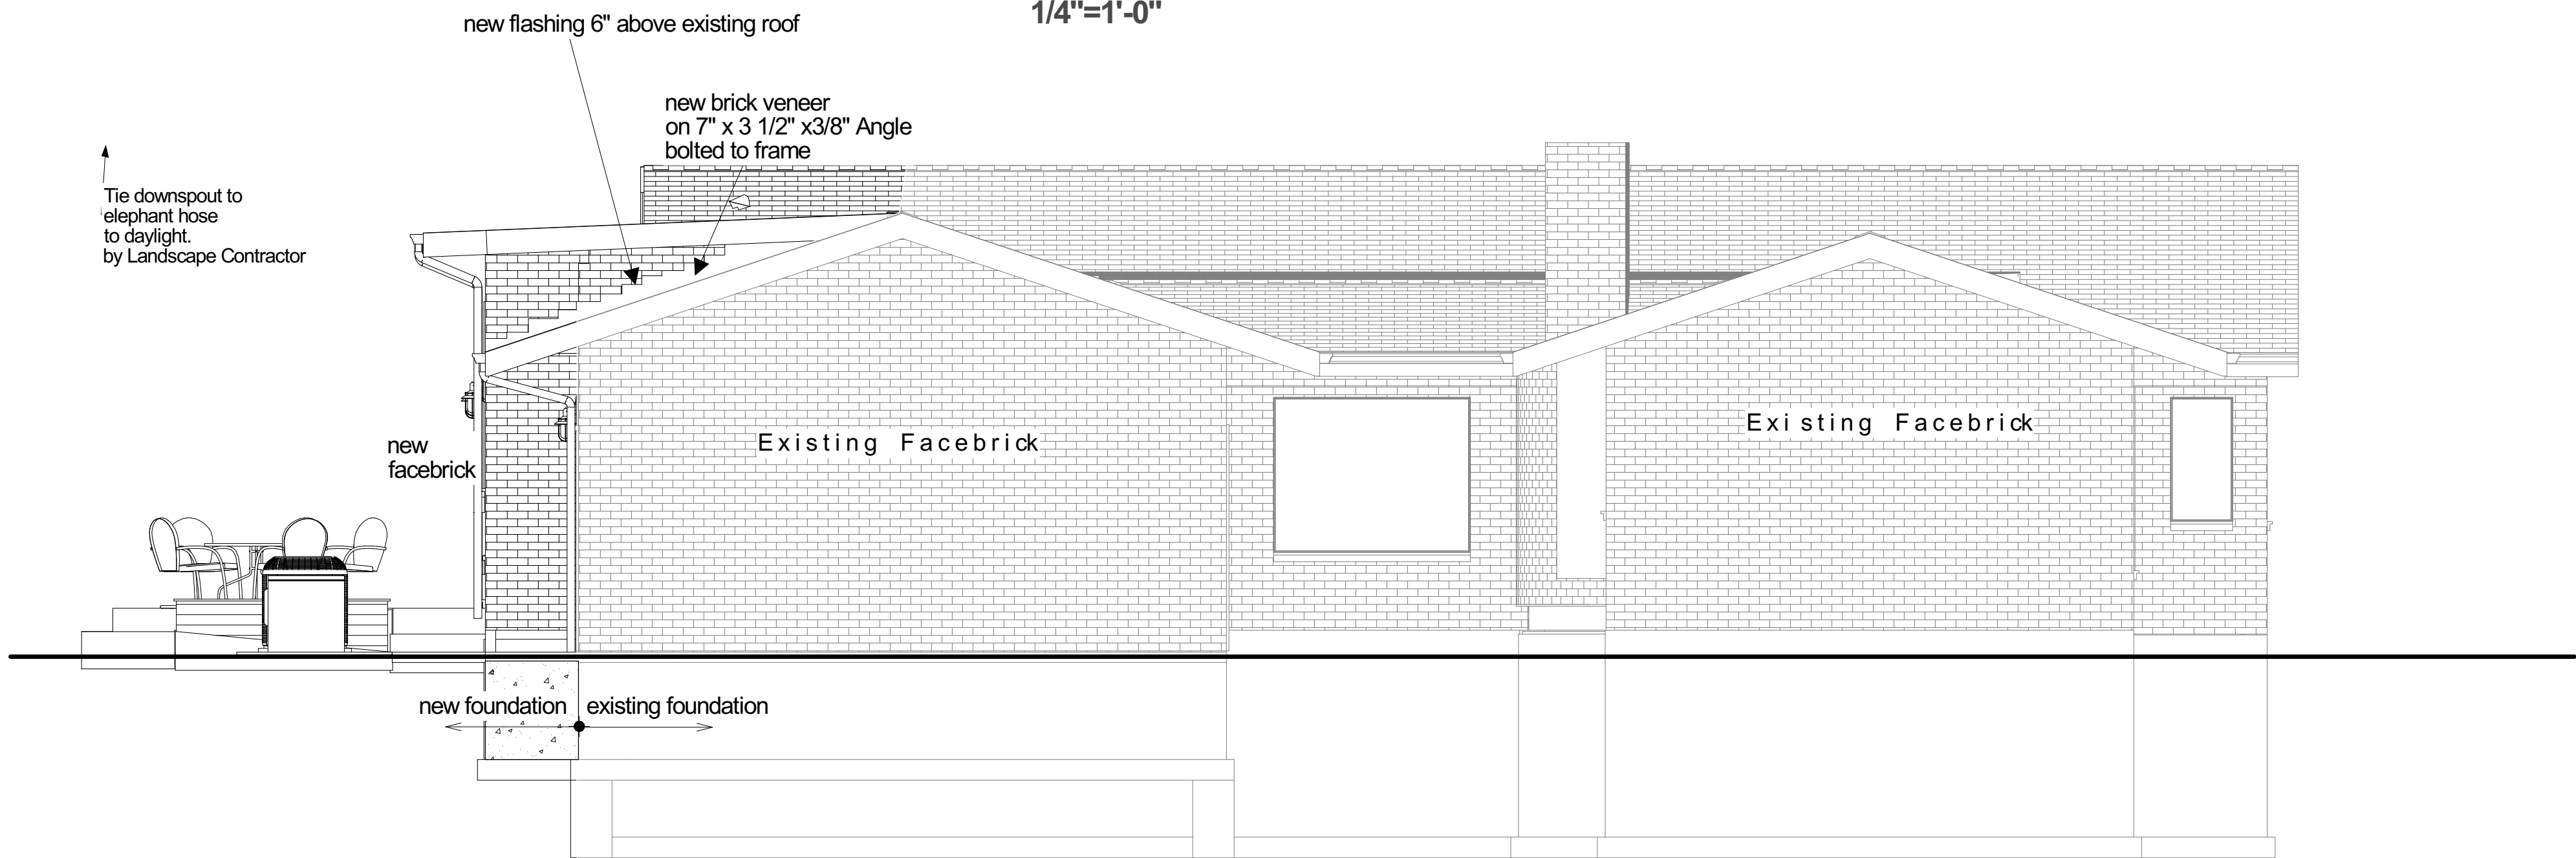 1/4"=1'-0"
new flashing 6" above existing roof
new brick veneer
on 7" x 3 1/2" x3/8" Angle
bolted to frame
Tie downspout to
elephant hose
to daylight.
by Landscape Contractor
new
facebrick
Existing Facebrick
Existing Facebrick
new foundation
existing foundation